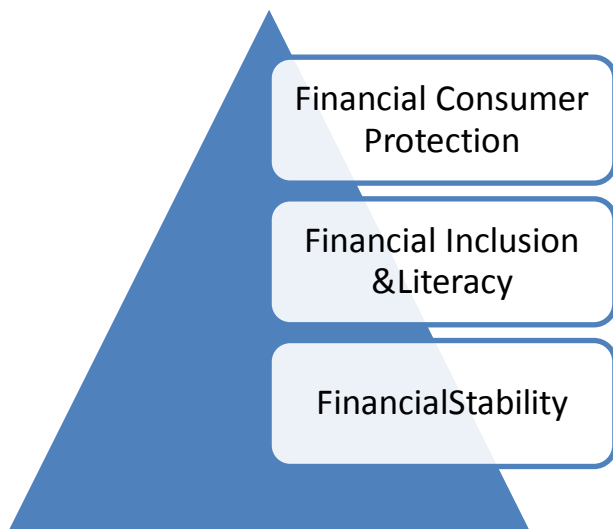 Financial Consumer
Protection
Financial Inclusion
&Literacy
FinancialStability